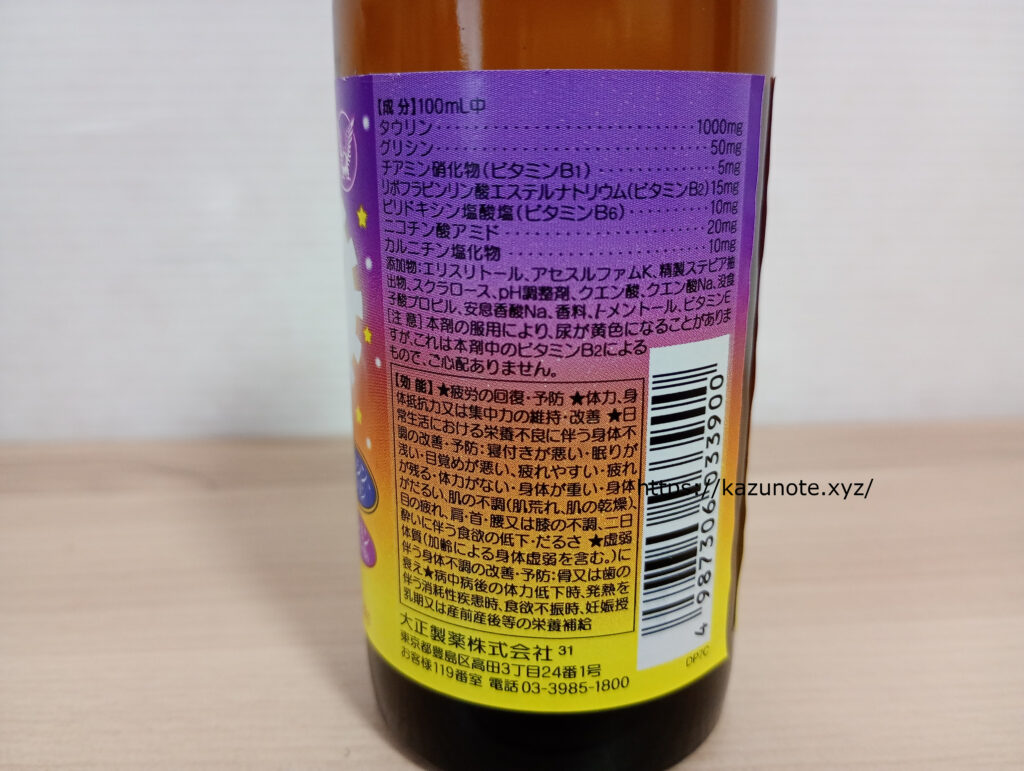 【成分】100mL中
タウリン・・・・・・・・・・・・・・・・・・・・・・・・1000mg
グリシン・・・・・・・・・・・・・・・・・・・・・・・・50mg
チアミン硝化物(ビタミンB1)・・・・・・・・・・・・5mg
リボフラビンリン酸エステルナトリウム(ビタミンB2)15mg
ピリドキシン塩酸塩(ビタミンB6)・・・・・・・・・・10mg
ニコチン酸アミド・・・・・・・・・・・・・・・・・・・・20mg
カルニチン塩化物・・・・・・・・・・・・・・・・・・・・10mg
添加物:エリスリトール、アセスルファムK、精製ステビア抽
出物、スクラロース、pH調整剤、クエン酸、クエン酸Na、没食
子酸プロピル、安息香酸Na、香料、l-メントール、ビタミンE
[注意]本剤の服用により、尿が黄色になることがありま
すが、これは本剤中のビタミンB2による
もので、ご心配ありません。
【効能】★疲労の回復・予防 ★体力、身
体抵抗力又は集中力の維持・改善 ★日
常生活における栄養不良に伴う身体不
調の改善・予防:寝付きが悪い・眠りが
浅い・目覚めが悪い、疲れやすい・疲れ
が残る・体力がない・身体が重い・身体
がだるい、肌の不調(肌荒れ、肌の乾燥)、
目の疲れ、肩・首・腰又は膝の不調、二日
酔いに伴う食欲の低下・だるさ ★虚弱
体質(加齢による身体虚弱を含む。)に
伴う身体不調の改善・予防:骨又は歯の
衰え★病中病後の体力低下時、発熱を
伴う消耗性疾患時、食欲不振時、妊娠授
乳期又は産前産後等の栄養補給
大正製薬株式会社 31
東京都豊島区高田3丁目24番1号
お客様119番室 電話03-3985-1800
4 987306 033900
DP7C
https://kazunote.xyz/